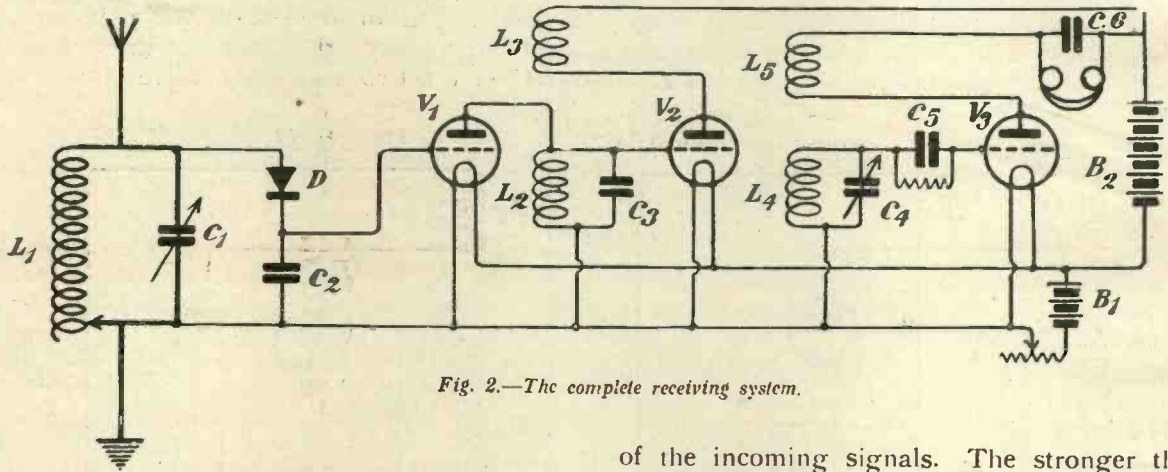 C.6
L3
L5
V1
V2
C5
V3
D
L2
C3
L4
C4
B2
L1
C1
C2
B1
Fig. 2.—The complete receiving system.
of the incoming signals. The stronger th